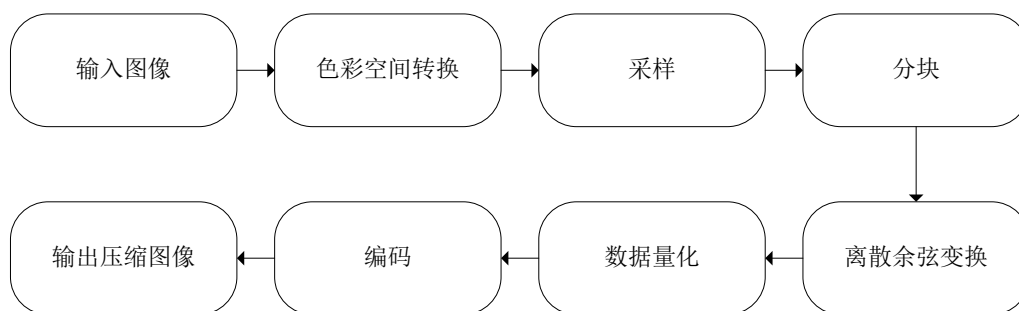 输入图像
色彩空间转换
采样
分块
离散余弦变换
数据量化
编码
输出压缩图像